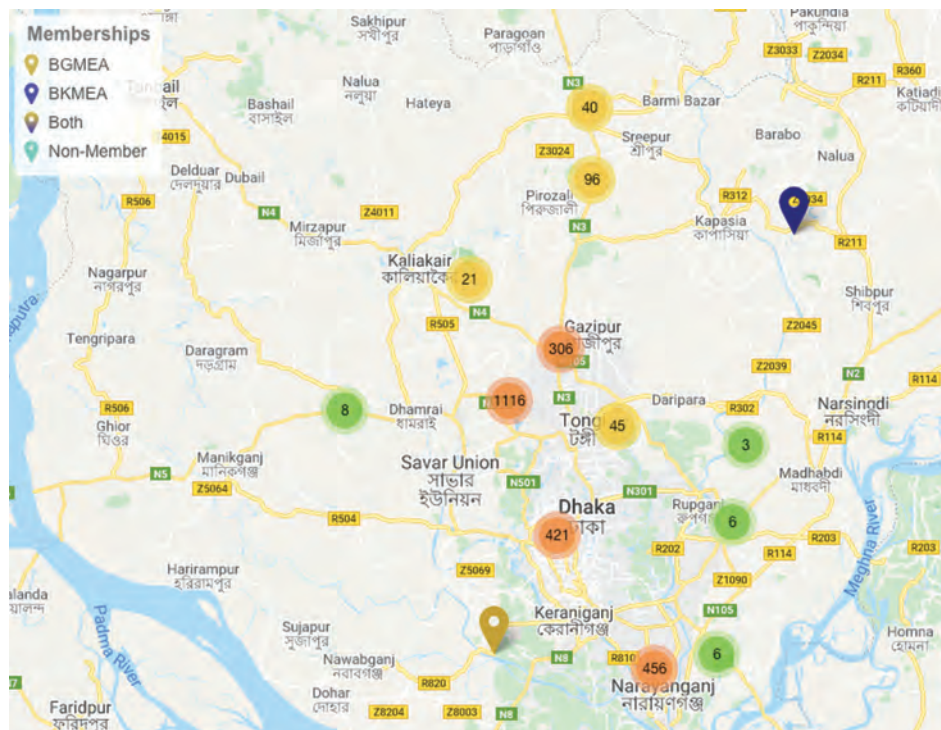 Memberships
BGMEA
BKMEA
Both
Non-Member
Sakhipur
সখীপুর
Paragoan
পাড়াগাঁও
Pakundia
পাকুন্দিয়া
Z3033
Z2034
R360
R211
N3
Katiadi
Nalua
নলুয়া
Bashail
বাসাইল
Hateya
40
Barmi Bazar
4015
Sreepur
শ্রীপুর
Barabo
Nalua
Z3024
Delduar
দেলদুয়ার
Dubail
96
Pirozali
পিরুজালী
R506
N4
Z4011
R312
034
Kapasia
কাপাসিয়া
Mirzapur
মির্জাপুর
N3
R211
Kaliakair
21
Nagarpur
নাগরপুর
Shibpur
শিবপুর
N4
R505
Gazipur
306
Z2045
Tengripara
Daragram
দড়গ্রাম
Z2039
N2
R114
1116
N3
8
Dhamrai
ধামরাই
Daripara
R302
Narsingdi
নরসিংদী
R506
Ghior
ঘিওর
Tongi
টঙ্গী
45
3
R114
Manikganj
মানিকগঞ্জ
N5
Z5064
Savar Union
সাভার
ইউনিয়ন
Madhabdi
মাধবদী
N501
N301
Dhaka
Rupganj
6
R504
421
R202
R114
R203
R203
Meghna River
Z5069
Z1090
Harirampur
হরিরামপুর
Keraniganj
কেরানীগঞ্জ
N105
Padma River
Sujapur
সুজাপুর
Homna
হোমনা
Nawabganj
নবাবগঞ্জ
N8
R810
6
456
R820
Narayanganj
নারায়ণগঞ্জ
Dohar
দোহার
Faridpur
ফরিদপুর
Z8204
Z8003
N8